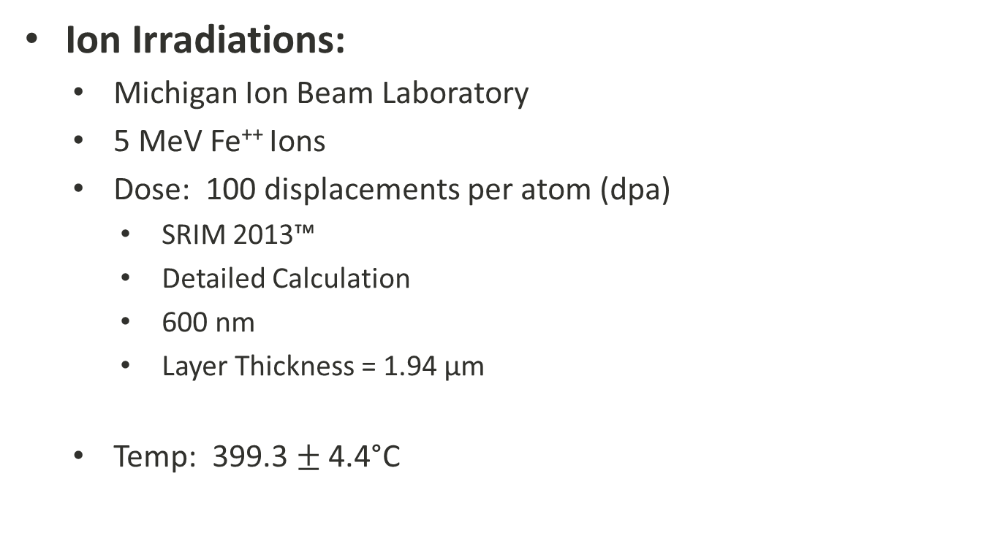 • Ion Irradiations:
• Michigan Ion Beam Laboratory
• 5 MeV Fe⁺⁺ Ions
• Dose:  100 displacements per atom (dpa)
• SRIM 2013™
• Detailed Calculation
• 600 nm
• Layer Thickness = 1.94 µm
• Temp:  399.3 ± 4.4°C